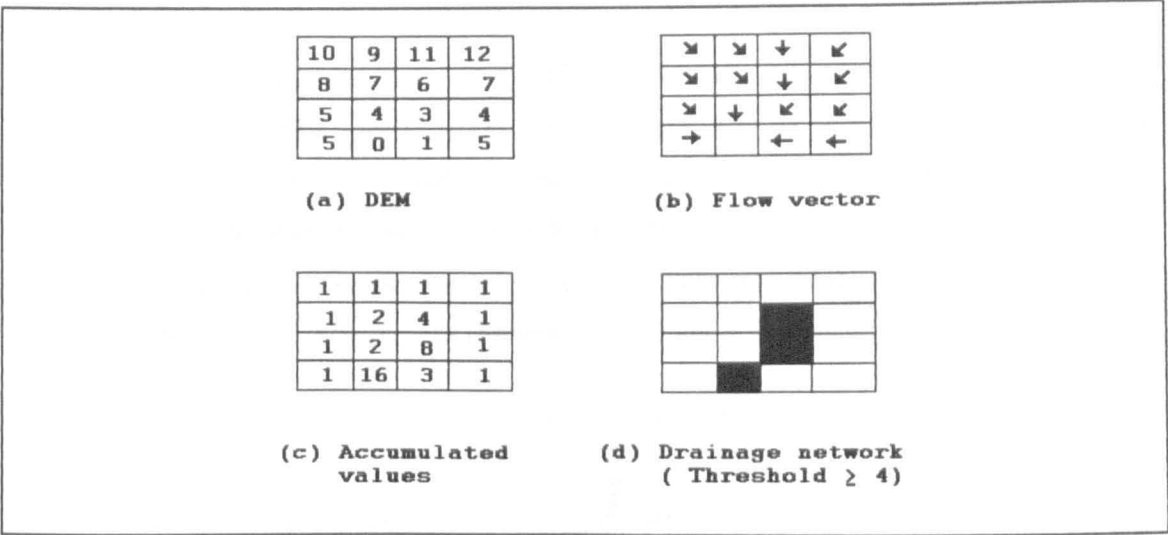 10 9 11 12
8 7 6 7
5 4 3 4
5 0 1 5
(a) DEM
↘ ↘ ↓ ↙
↘ ↘ ↓ ↙
↘ ↓ ↙ ↙
→ ← ←
(b) Flow vector
1 1 1 1
1 2 4 1
1 2 8 1
1 16 3 1
(c) Accumulated
values
(d) Drainage network
( Threshold ≥ 4)